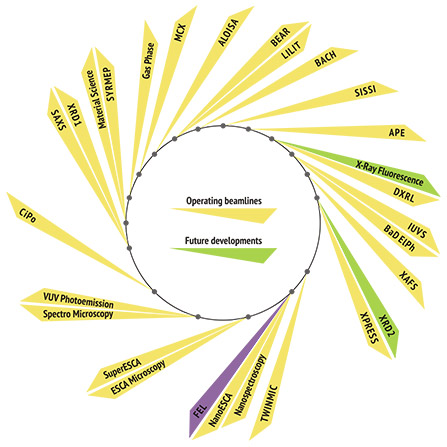 MCX
ALOISA
BEAR
LILIT
BACH
SISSI
APE
X-Ray Fluorescence
DXRL
IUVS
BaD ElPh
XAFS
XRD2
XPRESS
TWINMIC
Nanospectroscopy
NanoESCA
FEL
ESCA Microscopy
SuperESCA
Spectro Microscopy
VUV Photoemission
CiPo
SAXS
XRD1
Material Science
SYRMEP
Gas Phase
Operating beamlines
Future developments